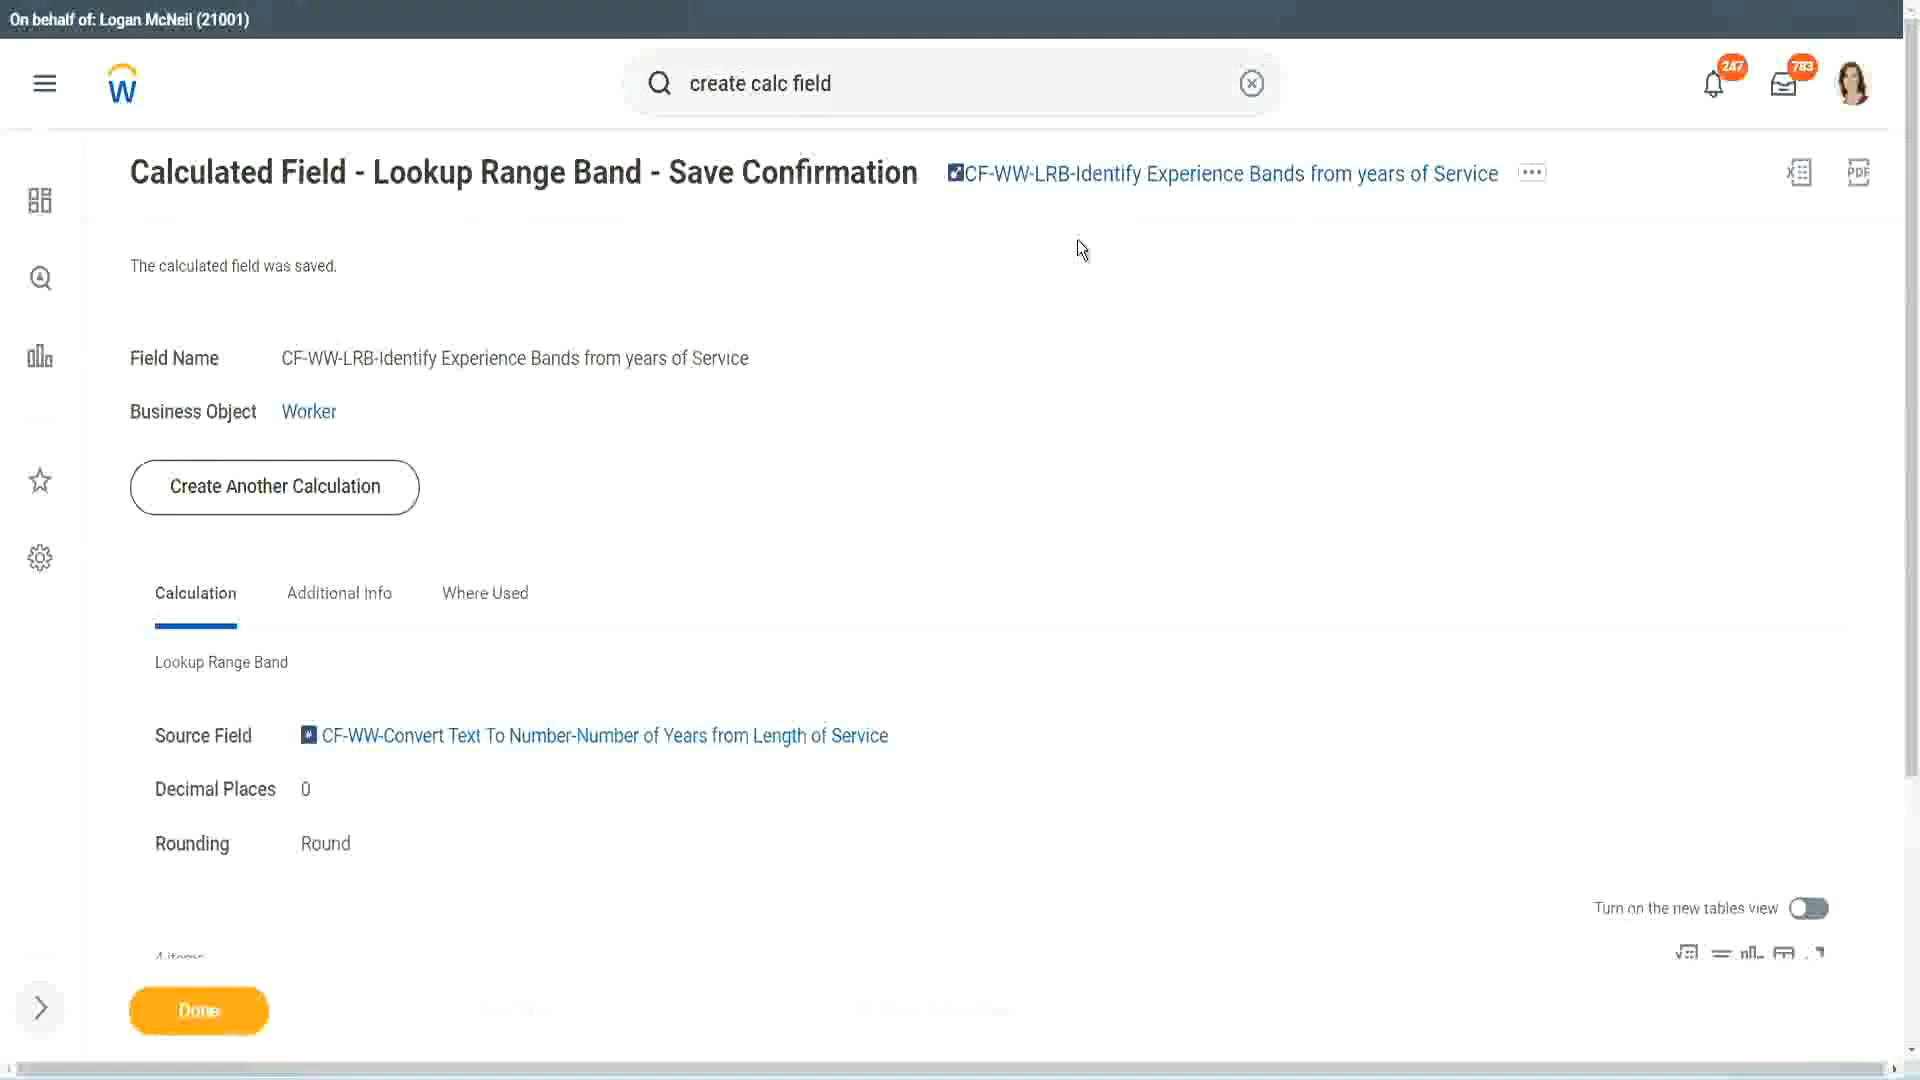 On behalf of: Logan McNeil (21001)
W
create calc field
247
783
Calculated Field - Lookup Range Band - Save Confirmation
CF-WW-LRB-Identify Experience Bands from years of Service
PDF
The calculated field was saved.
Field Name CF-WW-LRB-Identify Experience Bands from years of Service
Business Object Worker
Create Another Calculation
Calculation Additional Info Where Used
Lookup Range Band
Source Field CF-WW-Convert Text To Number-Number of Years from Length of Service
Decimal Places 0
Rounding Round
Turn on the new tables view
4 items
Done